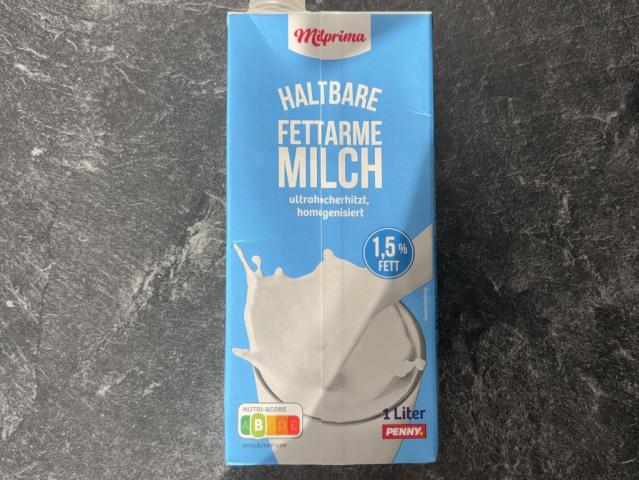 Milprima
HALTBARE
FETTARME
MILCH
ultrahocherhitzt,
homogenisiert
1,5 %
FETT
1 Liter
PENNY.
NUTRI-SCORE
A B C D E